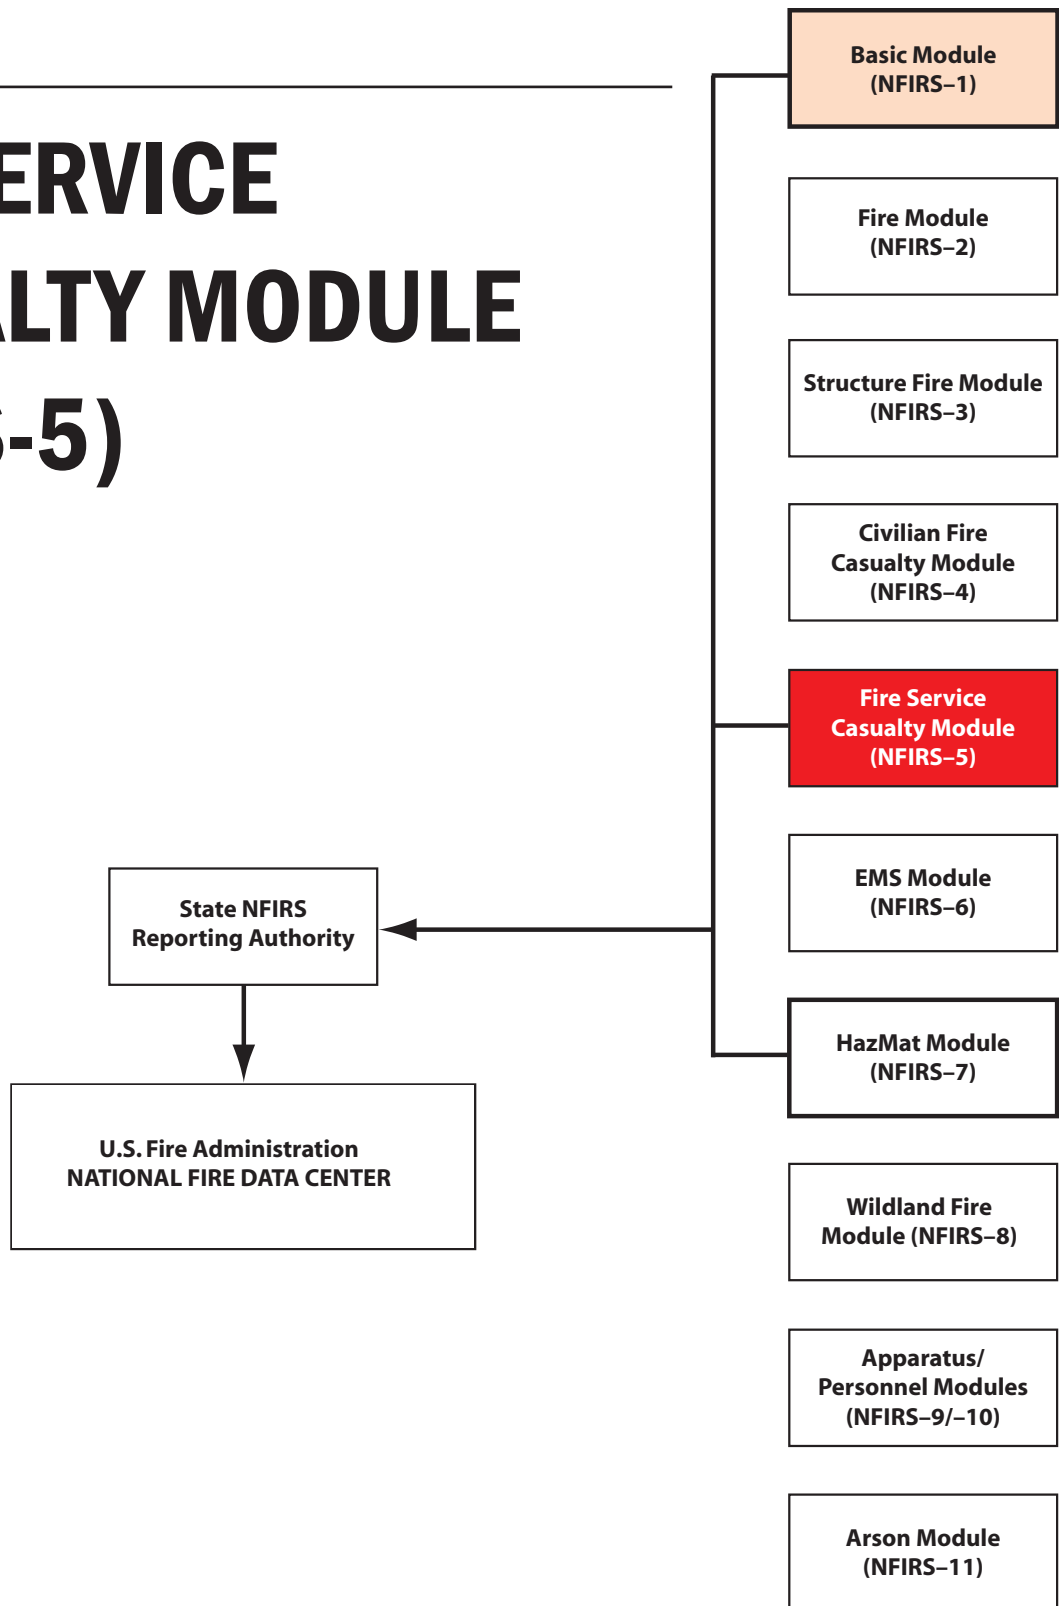 ERVICE
ALTY MODULE
S-5)
Basic Module
(NFIRS–1)
Fire Module
(NFIRS–2)
Structure Fire Module
(NFIRS–3)
Civilian Fire
Casualty Module
(NFIRS–4)
Fire Service
Casualty Module
(NFIRS–5)
EMS Module
(NFIRS–6)
HazMat Module
(NFIRS–7)
Wildland Fire
Module (NFIRS–8)
Apparatus/
Personnel Modules
(NFIRS–9/–10)
Arson Module
(NFIRS–11)
State NFIRS
Reporting Authority
U.S. Fire Administration
NATIONAL FIRE DATA CENTER